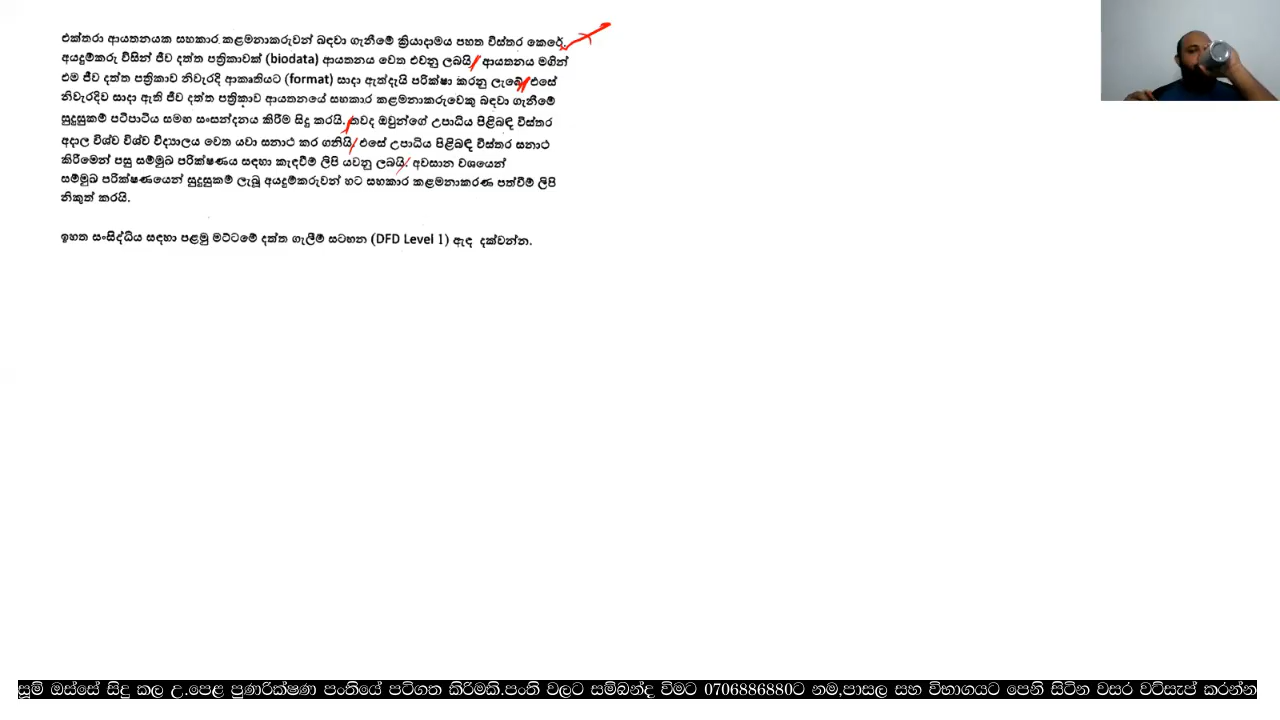 එක්තරා ආයතනයක සහකාර කළමනාකරුවන් බඳවා ගැනීමේ ක්‍රියාදාමය පහත විස්තර කෙරේ.
අයදුම්කරු විසින් ජීව දත්ත පත්‍රිකාවක් (biodata) ආයතනය වෙත එවනු ලබයි. ආයතනය මගින්
එම ජීව දත්ත පත්‍රිකාව නිවැරදි ආකෘතියට (format) සාදා ඇත්දැයි පරික්ෂා කරනු ලැබේ. එසේ
නිවැරදිව සාදා ඇති ජීව දත්ත පත්‍රිකාව ආයතනයේ සහකාර කළමනාකරුවෙකු බඳවා ගැනීමේ
සුදුසුකම් පටිපාටිය සමඟ සංසන්දනය කිරීම සිදු කරයි. තවද ඔවුන්ගේ උපාධිය පිළිබඳ විස්තර
අදාල විශ්ව විශ්ව විද්‍යාලය වෙත යවා සනාථ කර ගනියි. එසේ උපාධිය පිළිබඳ විස්තර සනාථ
කිරීමෙන් පසු සම්මුඛ පරික්ෂණය සඳහා කැඳවීම් ලිපි යවනු ලබයි. අවසාන වශයෙන්
සම්මුඛ පරික්ෂණයෙන් සුදුසුකම් ලැබූ අයදුම්කරුවන් හට සහකාර කළමනාකරණ පත්වීම් ලිපි
නිකුත් කරයි.
ඉහත සංසිද්ධිය සඳහා පළමු මට්ටමේ දත්ත ගැලීම් සටහන (DFD Level 1) ඇඳ දක්වන්න.
සූම් ඔස්සේ සිදු කල උ.පෙළ පුණරීක්ෂණ පංතියේ පටිගත කිරීමකි.පංති වලට සම්බන්ද වීමට 0706886880ට නම,පාසල සහ විභාගයට පෙනී සිටින වසර වට්සැප් කරන්න